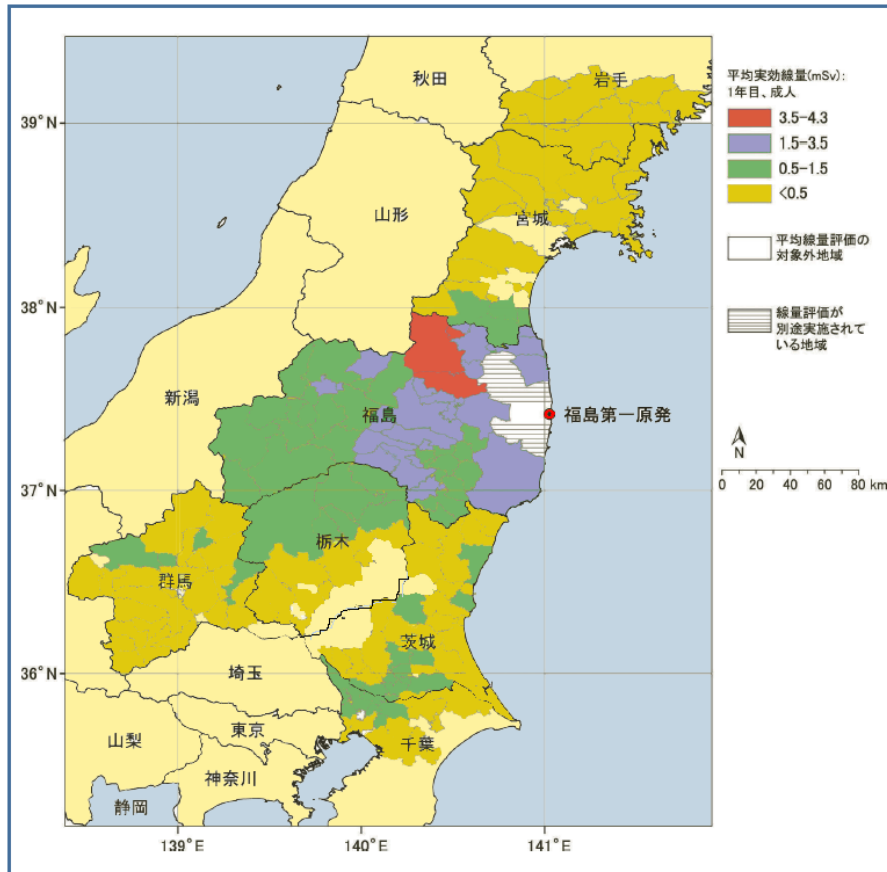 秋田
岩手
39°N
山形
宮城
38°N
新潟
福島
福島第一原発
37°N
栃木
群馬
茨城
36°N
埼玉
山梨
東京
千葉
神奈川
静岡
139°E
140°E
141°E
平均実効線量(mSv):
1年目、成人
3.5-4.3
1.5-3.5
0.5-1.5
<0.5
平均線量評価の
対象外地域
線量評価が
別途実施されて
いる地域
N
0 20 40 60 80 km